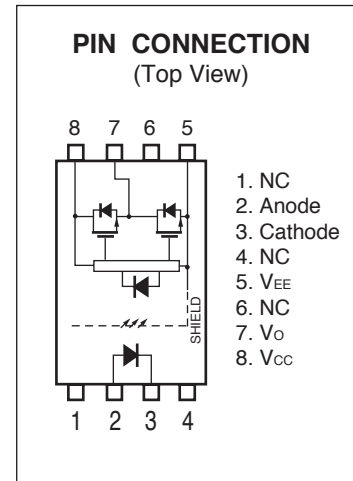 PIN CONNECTION
(Top View)
8 7 6 5
1. NC
2. Anode
3. Cathode
4. NC
5. VEE
6. NC
7. VO
8. VCC
SHIELD
1 2 3 4